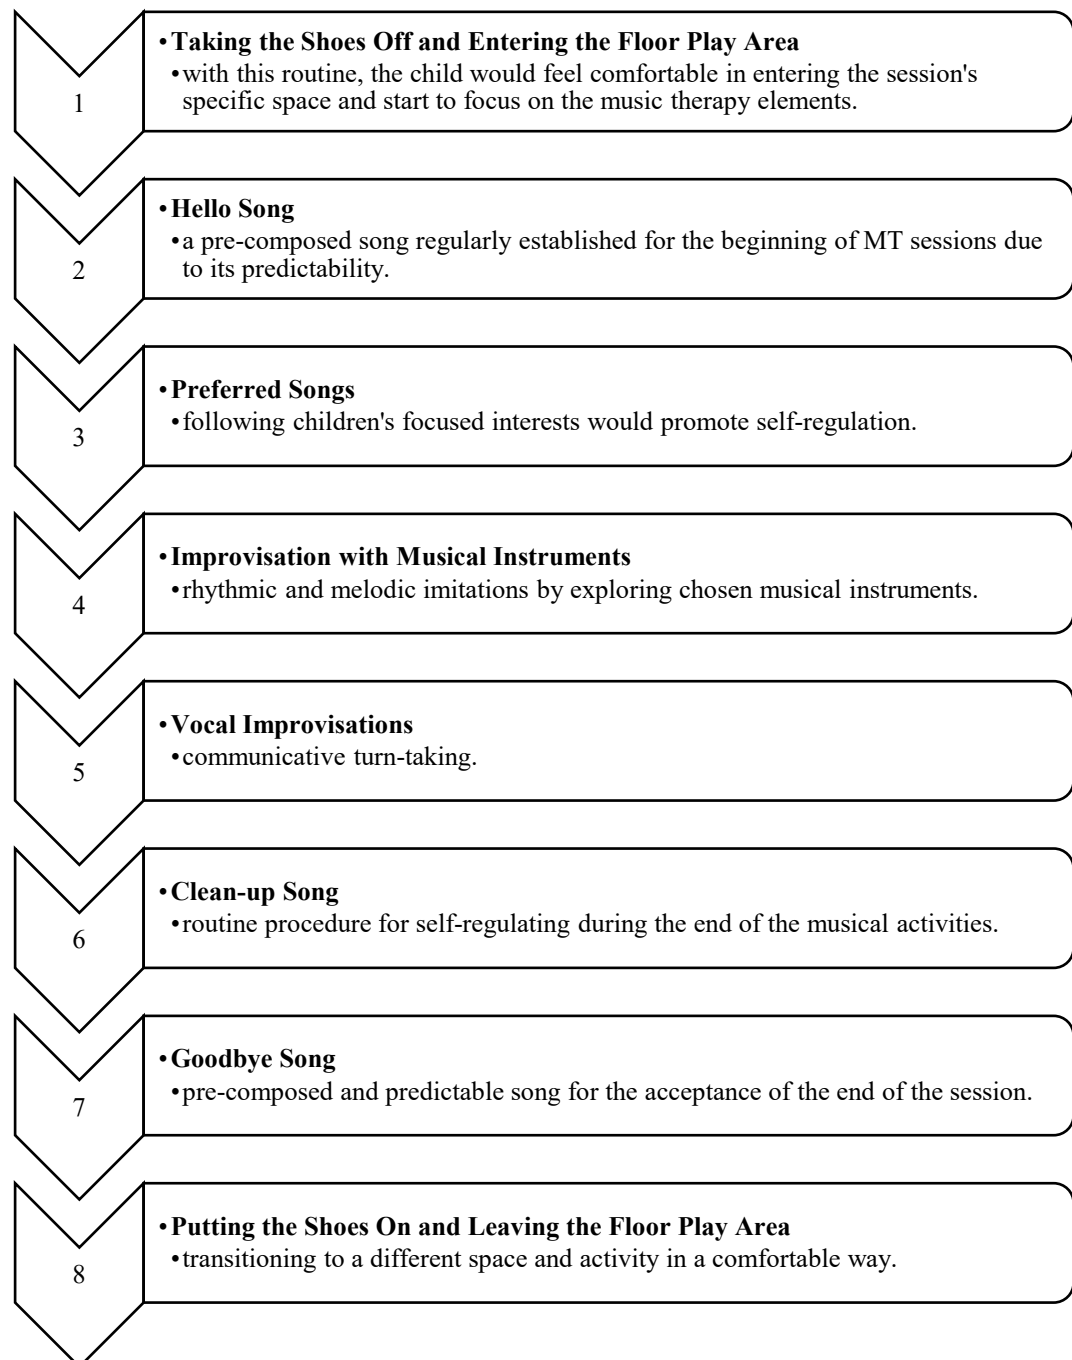 1
•Taking the Shoes Off and Entering the Floor Play Area
•with this routine, the child would feel comfortable in entering the session's
specific space and start to focus on the music therapy elements.
2
•Hello Song
•a pre-composed song regularly established for the beginning of MT sessions due
to its predictability.
3
•Preferred Songs
•following children's focused interests would promote self-regulation.
4
•Improvisation with Musical Instruments
•rhythmic and melodic imitations by exploring chosen musical instruments.
5
•Vocal Improvisations
•communicative turn-taking.
6
•Clean-up Song
•routine procedure for self-regulating during the end of the musical activities.
7
•Goodbye Song
•pre-composed and predictable song for the acceptance of the end of the session.
8
•Putting the Shoes On and Leaving the Floor Play Area
•transitioning to a different space and activity in a comfortable way.